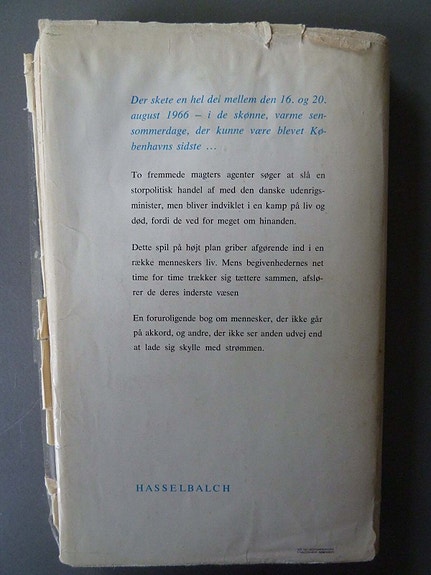 Der skete en hel del mellem den 16. og 20.
august 1966 – i de skønne, varme sen-
sommerdage, der kunne være blevet Kø-
benhavns sidste ...
To fremmede magters agenter søger at slå en
storpolitisk handel af med den danske udenrigs-
minister, men bliver indviklet i en kamp på liv og
død, fordi de ved for meget om hinanden.
Dette spil på højt plan griber afgørende ind i en
række menneskers liv. Mens begivenhedernes net
time for time trækker sig tættere sammen, afslø-
rer de deres inderste væsen
En foruroligende bog om mennesker, der ikke går
på akkord, og andre, der ikke ser anden udvej end
at lade sig skylle med strømmen.
HASSELBALCH